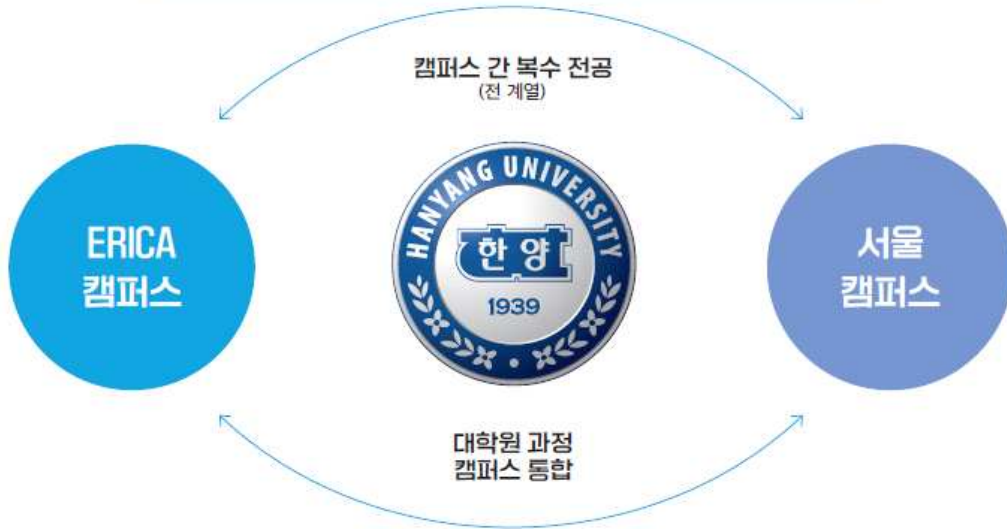 캠퍼스 간 복수 전공
(전 계열)
ERICA
캠퍼스
HANYANG UNIVERSITY
한양
1939
서울
캠퍼스
대학원 과정
캠퍼스 통합